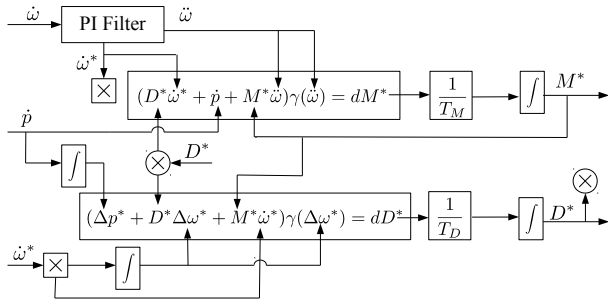 ω̇
PI Filter
ω̈
ω̇*
×
(D*ω̇* + ṗ + M*ω̈)γ(ω̈) = dM*
1/T_M
∫
M*
ṗ
∫
×
D*
×
(Δp* + D*Δω* + M*ω̇*)γ(Δω*) = dD*
1/T_D
∫
D*
ω̇*
×
∫